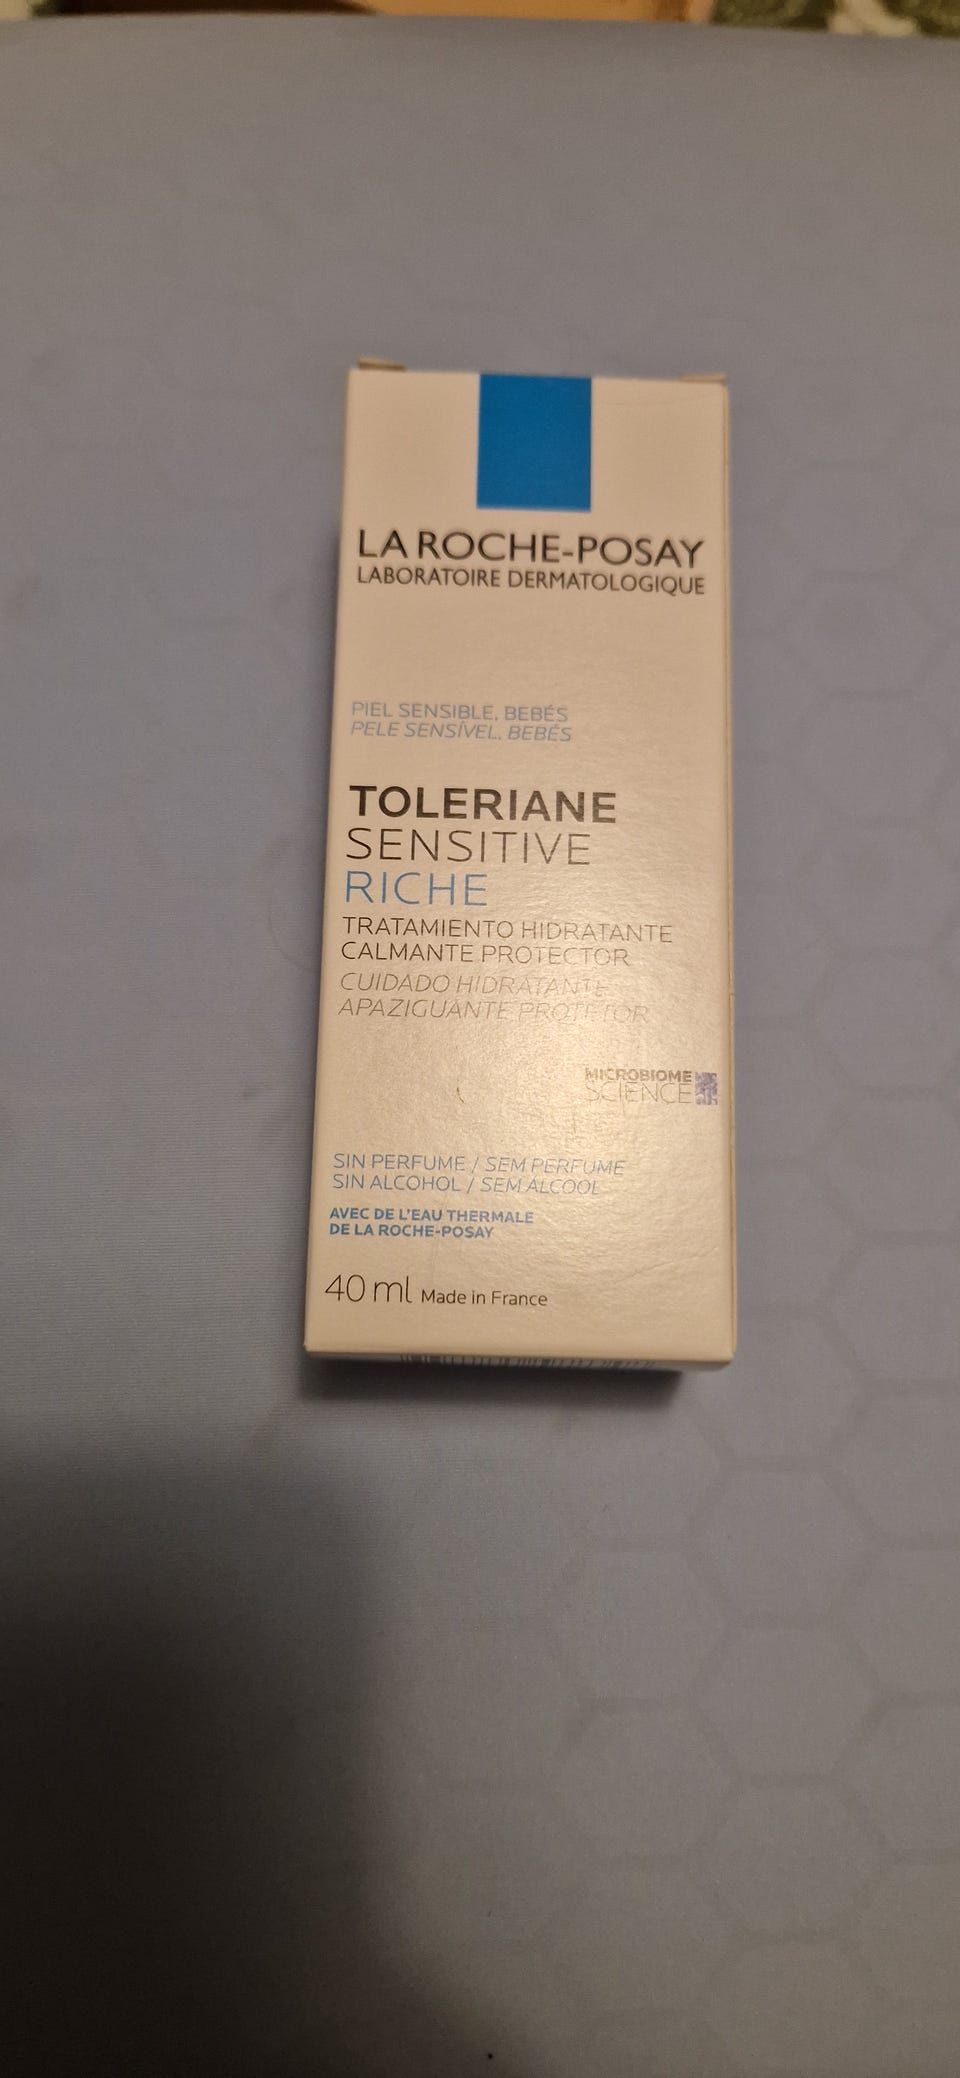 LA ROCHE-POSAY
LABORATOIRE DERMATOLOGIQUE
PIEL SENSIBLE, BEBÉS
PELE SENSÍVEL, BEBÉS
TOLERIANE
SENSITIVE
RICHE
TRATAMIENTO HIDRATANTE
CALMANTE PROTECTOR
CUIDADO HIDRATANTE
APAZIGUANTE PROTETOR
MICROBIOME
SCIENCE
SIN PERFUME / SEM PERFUME
SIN ALCOHOL / SEM ÁLCOOL
AVEC DE L'EAU THERMALE
DE LA ROCHE-POSAY
40 ml Made in France